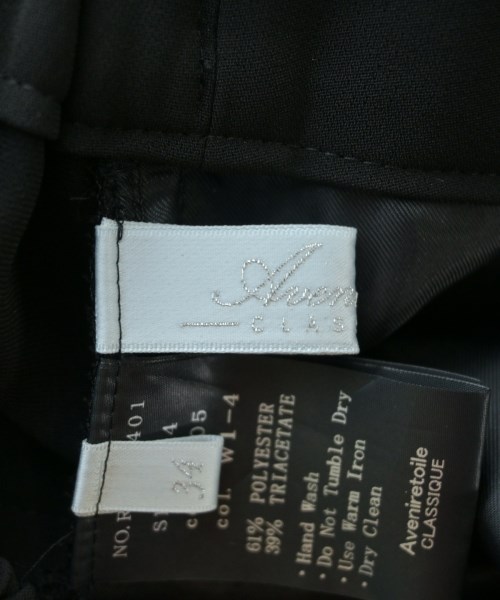 Aven
CLAS
34
NO.R 401
S 4
c 05
col. W1-4
61% POLYESTER
39% TRIACETATE
• Hand Wash
• Do Not Tumble Dry
• Use Warm Iron
• Dry Clean
Aveniretoile
CLASSIQUE